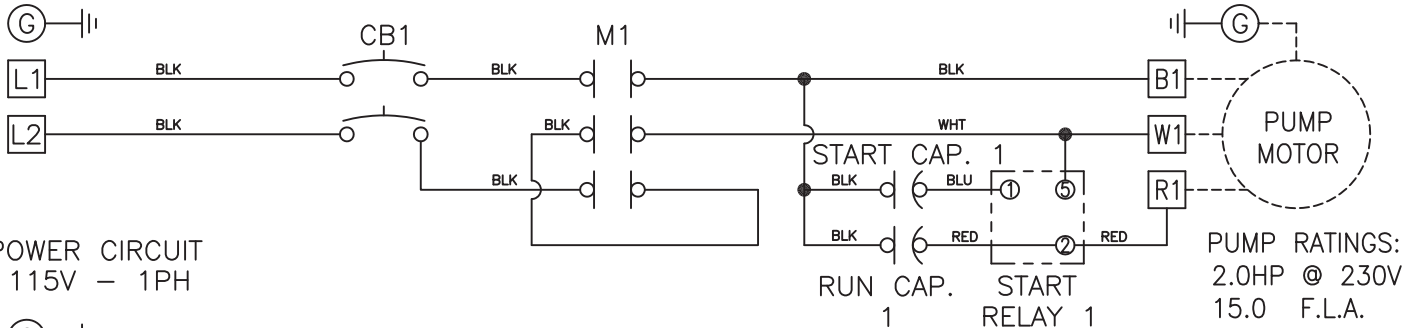 G
G
CB1
M1
L1
BLK
BLK
BLK
B1
L2
BLK
BLK
WHT
W1
PUMP
MOTOR
START CAP. 1
BLK
BLK
BLU
1
5
R1
BLK
RED
2
RED
POWER CIRCUIT
115V – 1PH
RUN CAP.
1
START
RELAY 1
PUMP RATINGS:
2.0HP @ 230V
15.0 F.L.A.